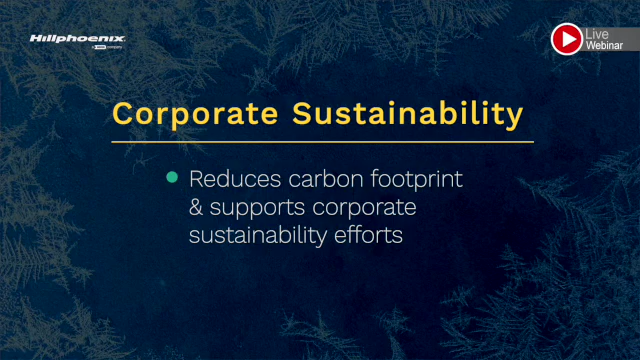 Hillphoenix
Live
Webinar
Corporate Sustainability
Reduces carbon footprint
& supports corporate
sustainability efforts